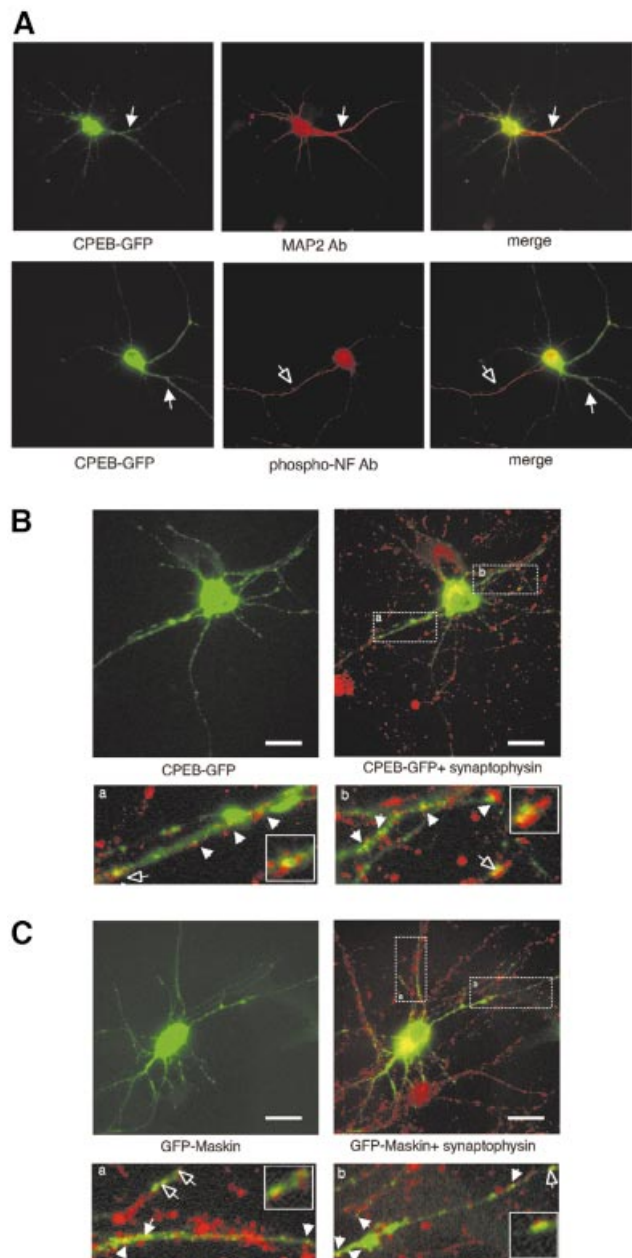 A
CPEB-GFP MAP2 Ab merge
CPEB-GFP phospho-NF Ab merge
B
b
a
CPEB-GFP CPEB-GFP+ synaptophysin
a b
C
a a
GFP-Maskin GFP-Maskin+ synaptophysin
a b